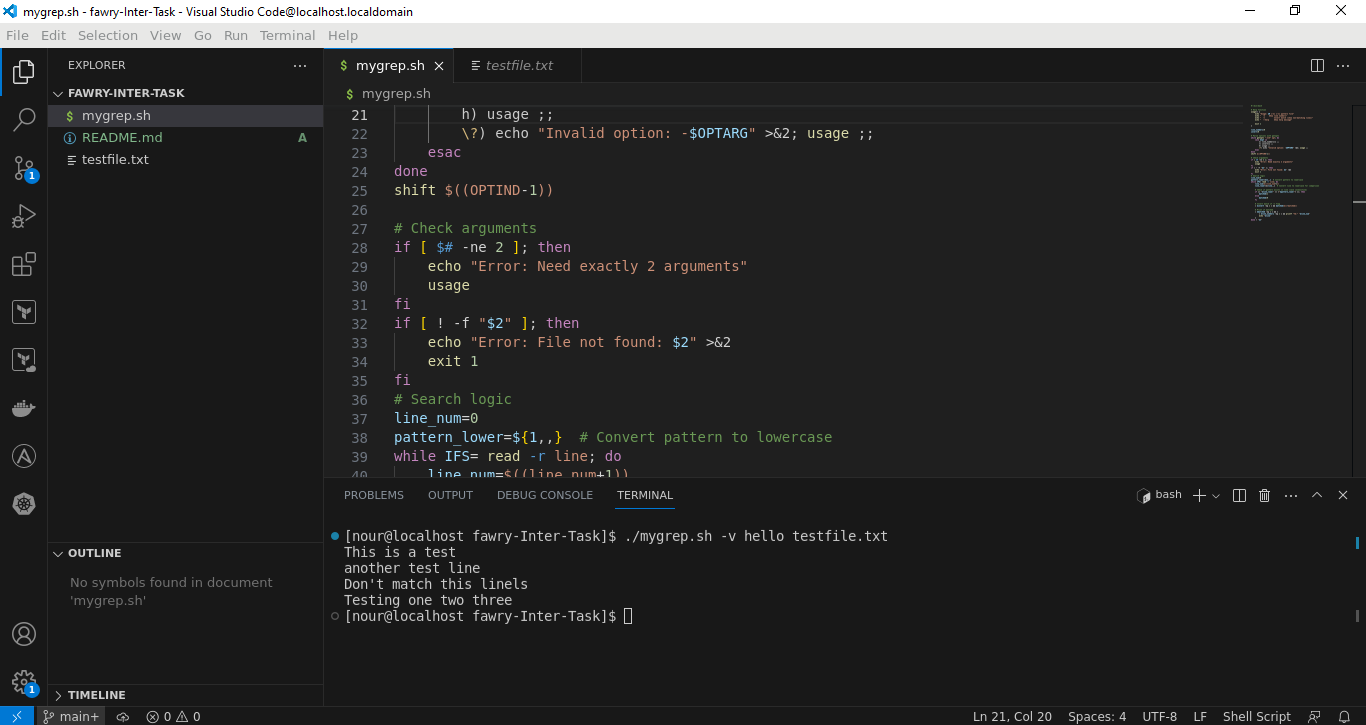 mygrep.sh - fawry-Inter-Task - Visual Studio Code@localhost.localdomain
File Edit Selection View Go Run Terminal Help
EXPLORER
FAWRY-INTER-TASK
$ mygrep.sh
README.md A
testfile.txt
1
OUTLINE
No symbols found in document
'mygrep.sh'
TIMELINE
1
$ mygrep.sh testfile.txt
$ mygrep.sh
21 h) usage ;;
22 \?) echo "Invalid option: -$OPTARG" >&2; usage ;;
23 esac
24 done
25 shift $((OPTIND-1))
26
27 # Check arguments
28 if [ $# -ne 2 ]; then
29 echo "Error: Need exactly 2 arguments"
30 usage
31 fi
32 if [ ! -f "$2" ]; then
33 echo "Error: File not found: $2" >&2
34 exit 1
35 fi
36 # Search logic
37 line_num=0
38 pattern_lower=${1,,} # Convert pattern to lowercase
39 while IFS= read -r line; do
40 line_num=$((line_num+1))
PROBLEMS OUTPUT DEBUG CONSOLE TERMINAL bash
[nour@localhost fawry-Inter-Task]$ ./mygrep.sh -v hello testfile.txt
This is a test
another test line
Don't match this linels
Testing one two three
[nour@localhost fawry-Inter-Task]$
main+ 0 0 Ln 21, Col 20 Spaces: 4 UTF-8 LF Shell Script